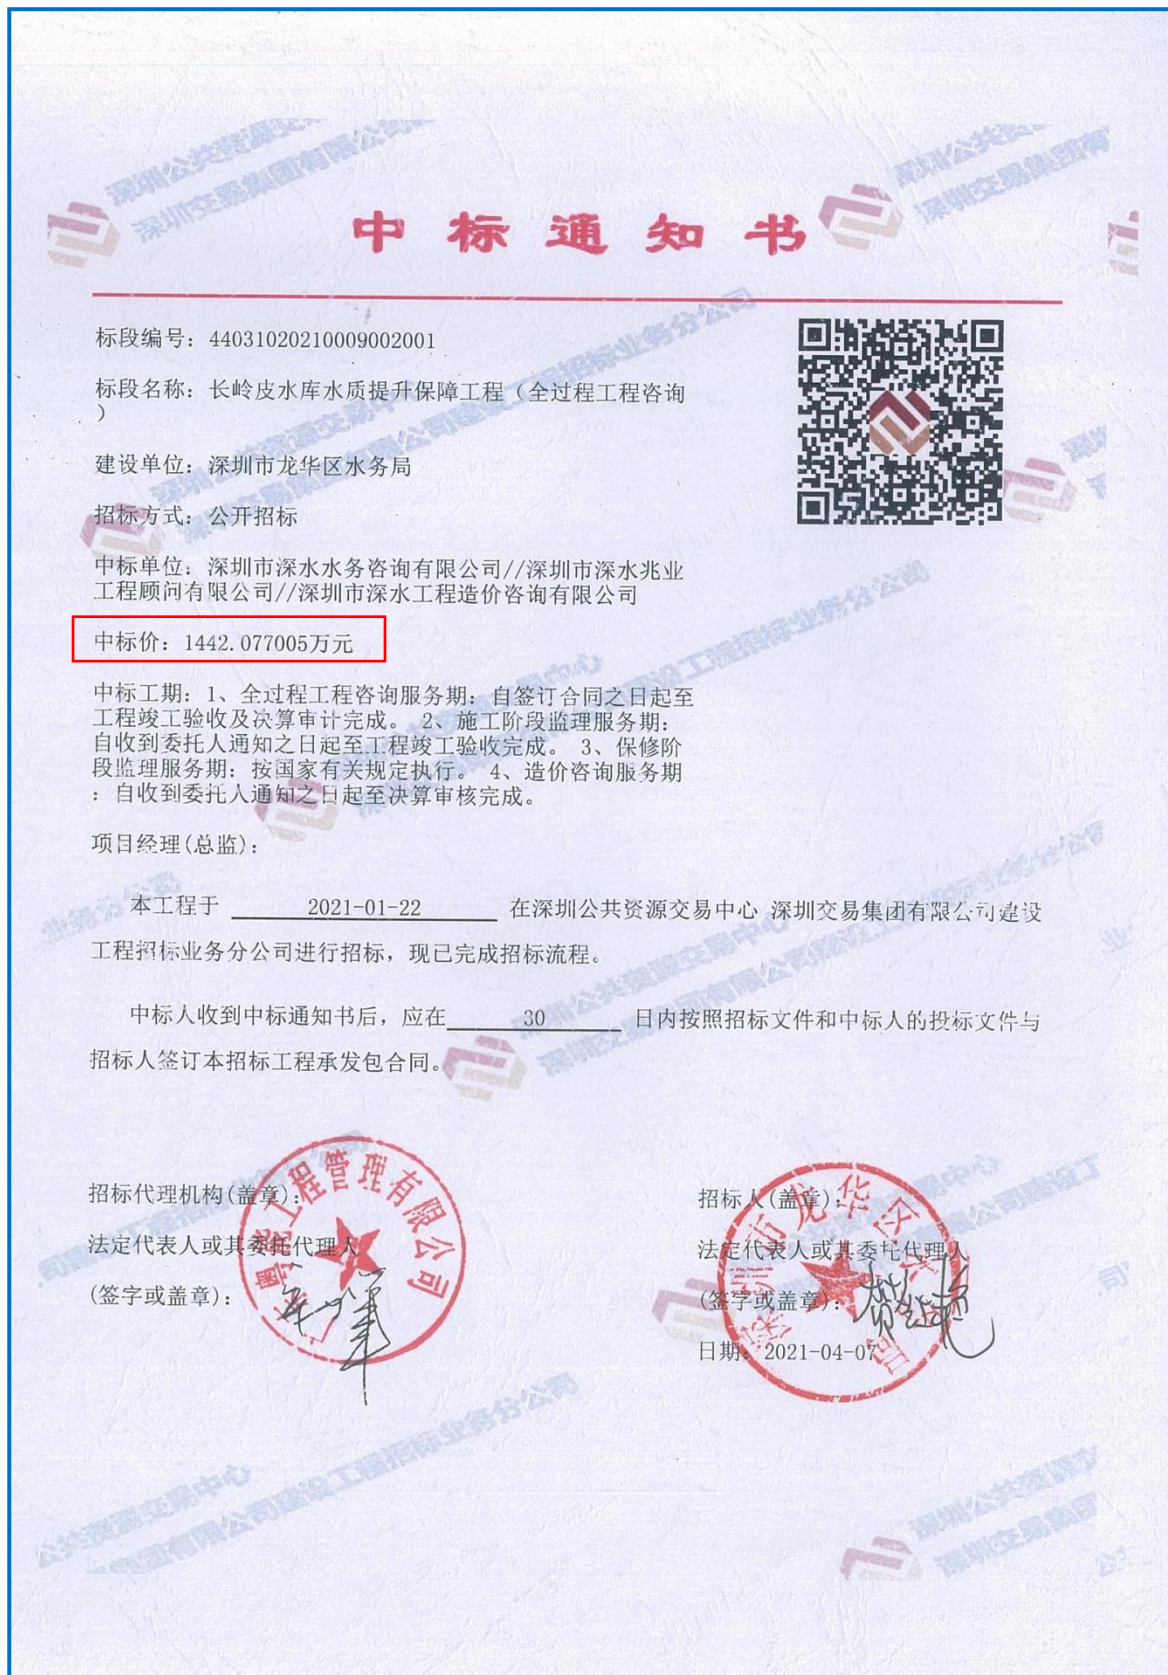 中标通知书
标段编号：44031020210009002001
标段名称：长岭皮水库水质提升保障工程（全过程工程咨询
）
建设单位：深圳市龙华区水务局
招标方式：公开招标
中标单位：深圳市深水水务咨询有限公司//深圳市深水兆业
工程顾问有限公司//深圳市深水工程造价咨询有限公司
中标价：1442.077005万元
中标工期：1、全过程工程咨询服务期：自签订合同之日起至
工程竣工验收及决算审计完成。 2、施工阶段监理服务期：
自收到委托人通知之日起至工程竣工验收完成。 3、保修阶
段监理服务期：按国家有关规定执行。 4、造价咨询服务期
：自收到委托人通知之日起至决算审核完成。
项目经理(总监)：
本工程于 2021-01-22 在深圳公共资源交易中心 深圳交易集团有限公司建设
工程招标业务分公司进行招标，现已完成招标流程。
中标人收到中标通知书后，应在 30 日内按照招标文件和中标人的投标文件与
招标人签订本招标工程承发包合同。
招标代理机构(盖章)：
法定代表人或其委托代理人
(签字或盖章)：
工程管理有限公司
招标人(盖章)：
法定代表人或其委托代理人
(签字或盖章)：
日期：2021-04-07
深圳市龙华区水务局